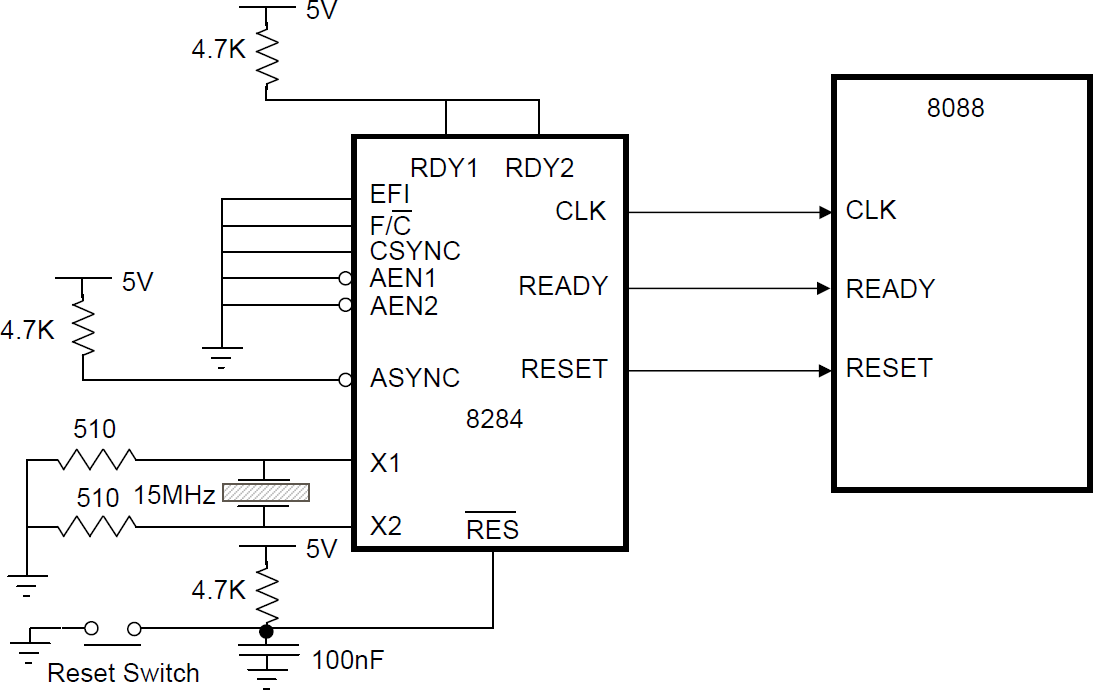 5V
4.7K
8088
RDY1 RDY2
EFI
F/C̅
CSYNC
AEN1
AEN2
ASYNC
CLK
READY
RESET
CLK
READY
RESET
5V
4.7K
8284
510
510
15MHz
X1
X2
R̅E̅S̅
5V
4.7K
100nF
Reset Switch